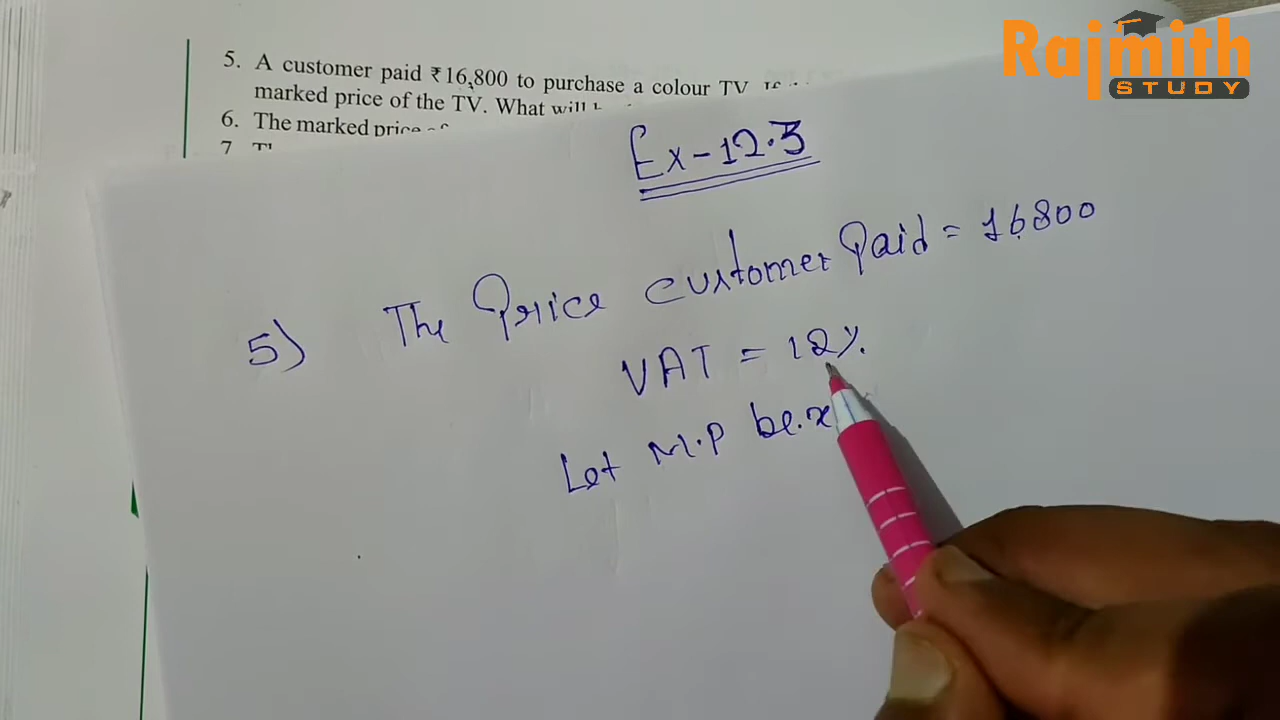 Rajmith
STUDY
5. A customer paid ₹16,800 to purchase a colour TV
marked price of the TV. What will
6. The marked price
7
Ex-12.3
5) The Price customer Paid = 16800
VAT = 12%
Let M.P be x